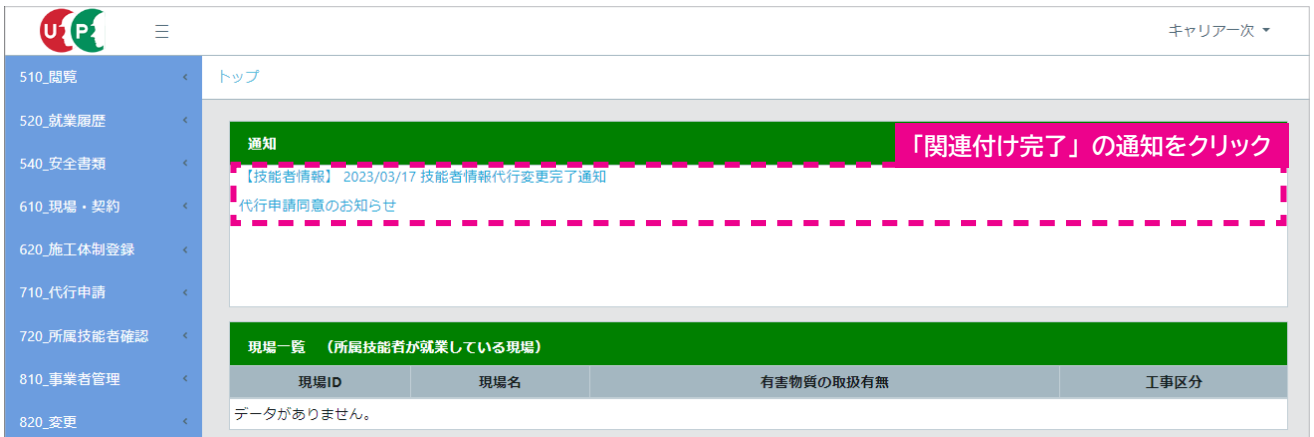 キャリア一次
510_閲覧
520_就業履歴
540_安全書類
610_現場・契約
620_施工体制登録
710_代行申請
720_所属技能者確認
810_事業者管理
820_変更
トップ
通知
「関連付け完了」の通知をクリック
【技能者情報】 2023/03/17 技能者情報代行変更完了通知
代行申請同意のお知らせ
現場一覧 (所属技能者が就業している現場)
現場ID 現場名 有害物質の取扱有無 工事区分
データがありません。